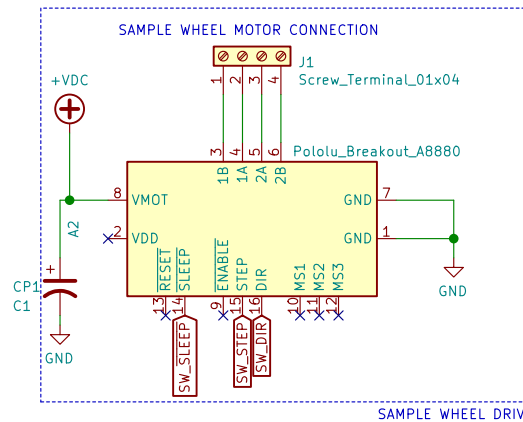 SAMPLE WHEEL MOTOR CONNECTION
J1
Screw_Terminal_01x04
+VDC
1 2 3 4
3 4 5 6
Pololu_Breakout_A8880
1B 1A 2A 2B
8 VMOT
GND 7
A2
2 VDD
GND 1
RESET SLEEP ENABLE STEP DIR MS1 MS2 MS3
13 14 9 15 16 10 11 12
+
CP1
C1
GND
GND
SW_SLEEP
SW_STEP
SW_DIR
SAMPLE WHEEL DRIV